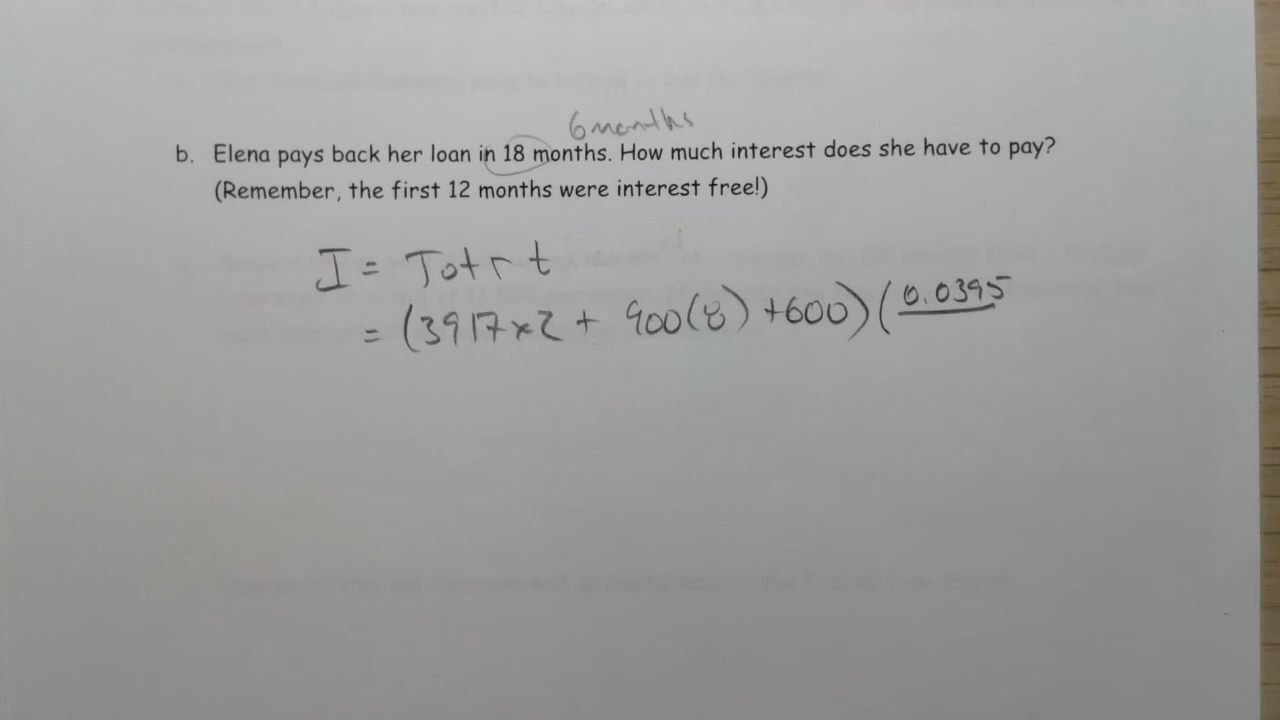 6 months
b. Elena pays back her loan in 18 months. How much interest does she have to pay?
(Remember, the first 12 months were interest free!)
I = Tot r t
= (3917 x 2 + 900(8) + 600) ( 0.0395